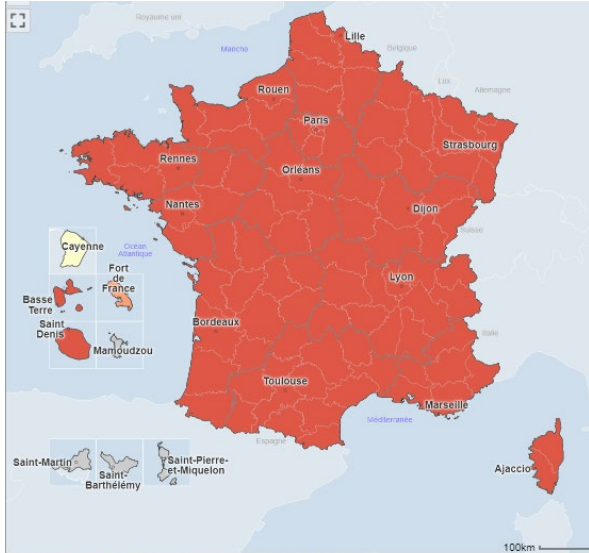 Royaume uni
Lille
Manche
Belgique
Lux.
Allemagne
Rouen
Paris
Strasbourg
Rennes
Orléans
Nantes
Dijon
Suisse
Cayenne
Océan
Atlantique
Fort
de
France
Basse
Terre
Lyon
Saint
Denis
Mamoudzou
Bordeaux
Italie
Toulouse
Marseille
Méditerranée
Espagne
Saint-Martin
Saint-
Barthélémy
Saint-Pierre-
et-Miquelon
Ajaccio
100km